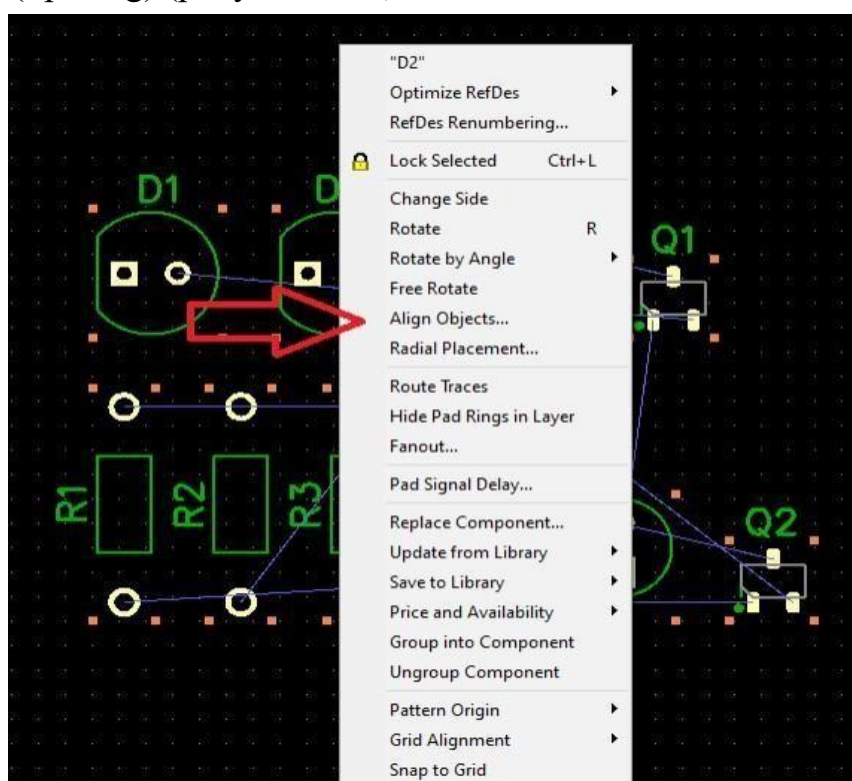 "D2"
Optimize RefDes
RefDes Renumbering...
Lock Selected Ctrl+L
Change Side
Rotate R
Rotate by Angle
Free Rotate
Align Objects...
Radial Placement...
Route Traces
Hide Pad Rings in Layer
Fanout...
Pad Signal Delay...
Replace Component...
Update from Library
Save to Library
Price and Availability
Group into Component
Ungroup Component
Pattern Origin
Grid Alignment
Snap to Grid
D1
D
Q1
R1
R2
R3
Q2